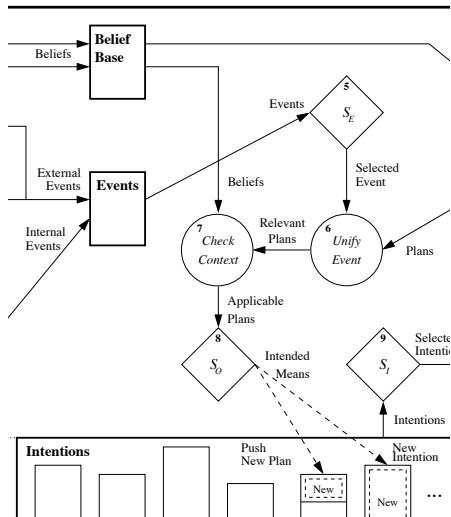 Belief
Base
Beliefs
5
S_E
Events
External
Events
Events
Selected
Event
Beliefs
Internal
Events
7
Check
Context
Relevant
Plans
6
Unify
Event
Plans
Applicable
Plans
8
S_O
Intended
Means
9
S_I
Selecte
Intentio
Intentions
Intentions
Push
New Plan
New
Intention
New
New
...